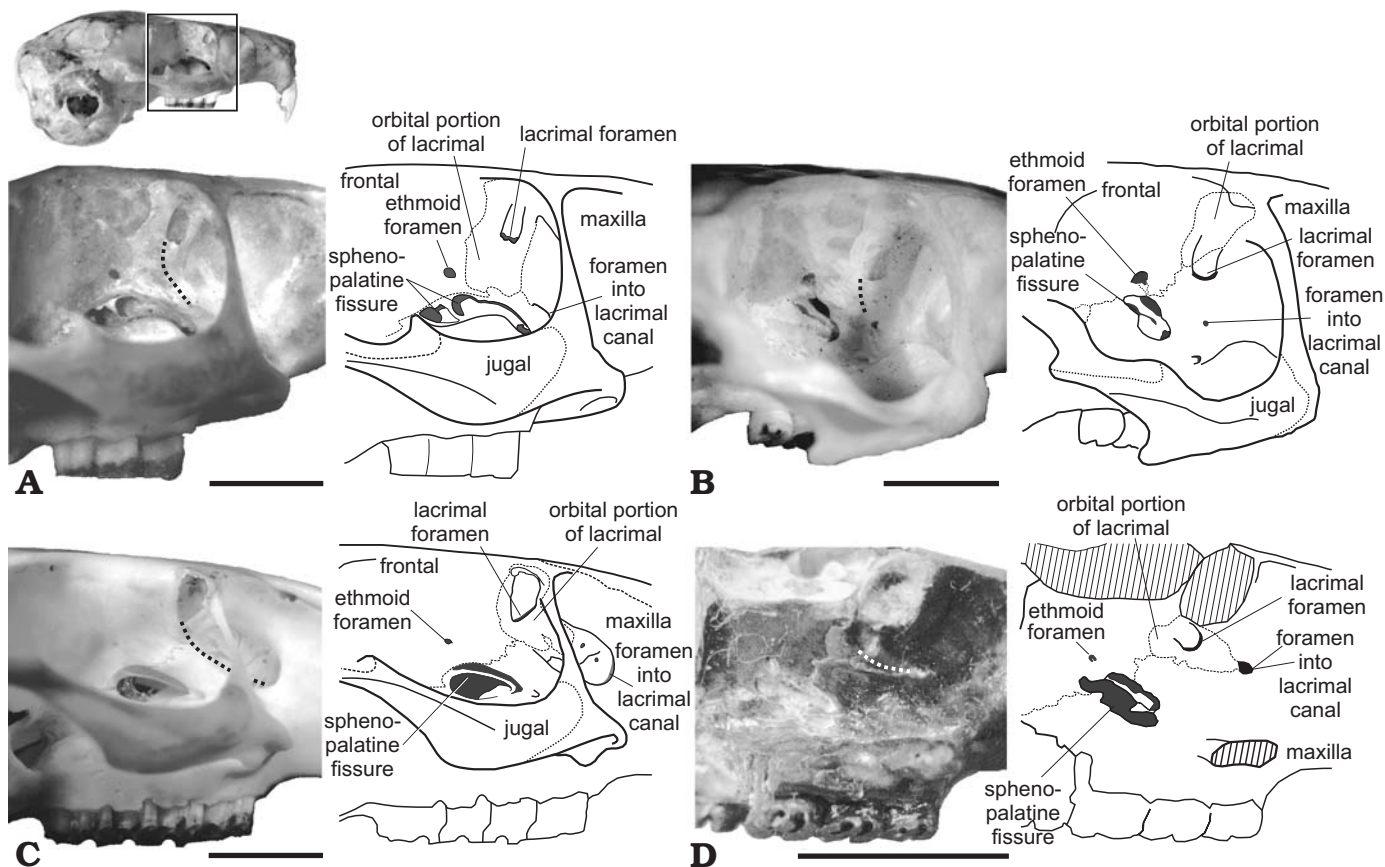 orbital portion
of lacrimal
lacrimal foramen
frontal
ethmoid
foramen
maxilla
spheno-
palatine
fissure
foramen
into
lacrimal
canal
jugal
A
orbital portion
of lacrimal
ethmoid
foramen
frontal
maxilla
spheno-
palatine
fissure
lacrimal
foramen
foramen
into
lacrimal
canal
jugal
B
lacrimal
foramen
orbital portion
of lacrimal
frontal
ethmoid
foramen
maxilla
foramen
into
lacrimal
canal
jugal
spheno-
palatine
fissure
C
orbital portion
of lacrimal
lacrimal
foramen
ethmoid
foramen
foramen
into
lacrimal
canal
maxilla
spheno-
palatine
fissure
D